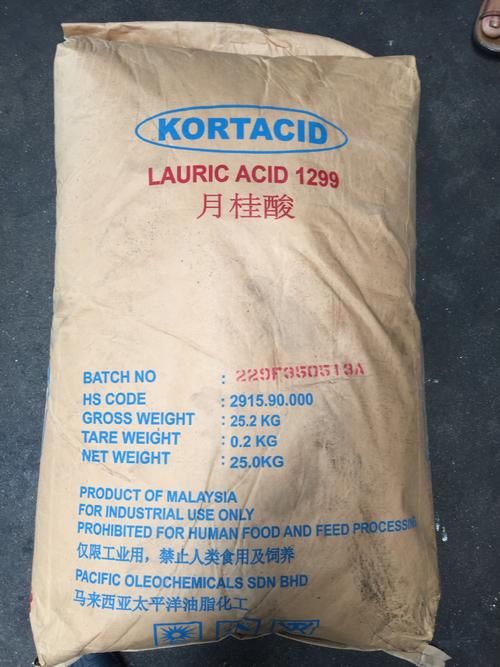 KORTACID
LAURIC ACID 1299
月桂酸
BATCH NO : 229F350513A
HS CODE : 2915.90.000
GROSS WEIGHT : 25.2 KG
TARE WEIGHT : 0.2 KG
NET WEIGHT : 25.0KG
PRODUCT OF MALAYSIA
FOR INDUSTRIAL USE ONLY
PROHIBITED FOR HUMAN FOOD AND FEED PROCESSING
仅限工业用，禁止人类食用及饲养
PACIFIC OLEOCHEMICALS SDN BHD
马来西亚太平洋油脂化工